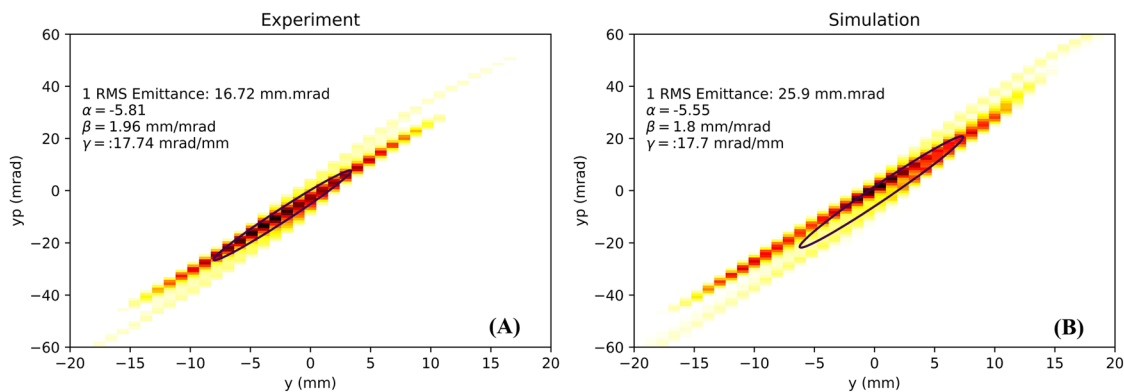 Experiment
60
40
20
0
−20
−40
−60
yp (mrad)
1 RMS Emittance: 16.72 mm.mrad
α = -5.81
β = 1.96 mm/mrad
γ = :17.74 mrad/mm
(A)
−20 −15 −10 −5 0 5 10 15 20
y (mm)
Simulation
60
40
20
0
−20
−40
−60
yp (mrad)
1 RMS Emittance: 25.9 mm.mrad
α = -5.55
β = 1.8 mm/mrad
γ = :17.7 mrad/mm
(B)
−20 −15 −10 −5 0 5 10 15 20
y (mm)